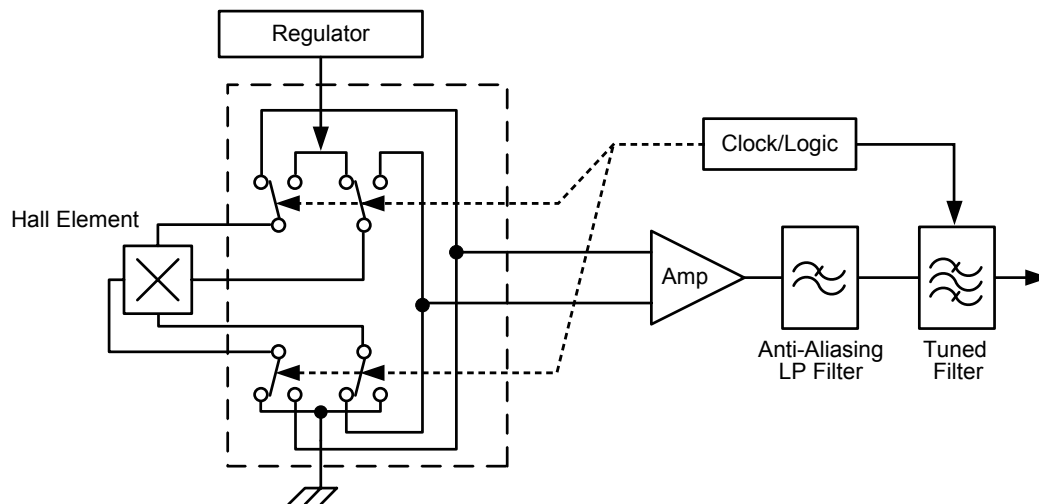 Regulator
Clock/Logic
Hall Element
Amp
Anti-Aliasing
LP Filter
Tuned
Filter